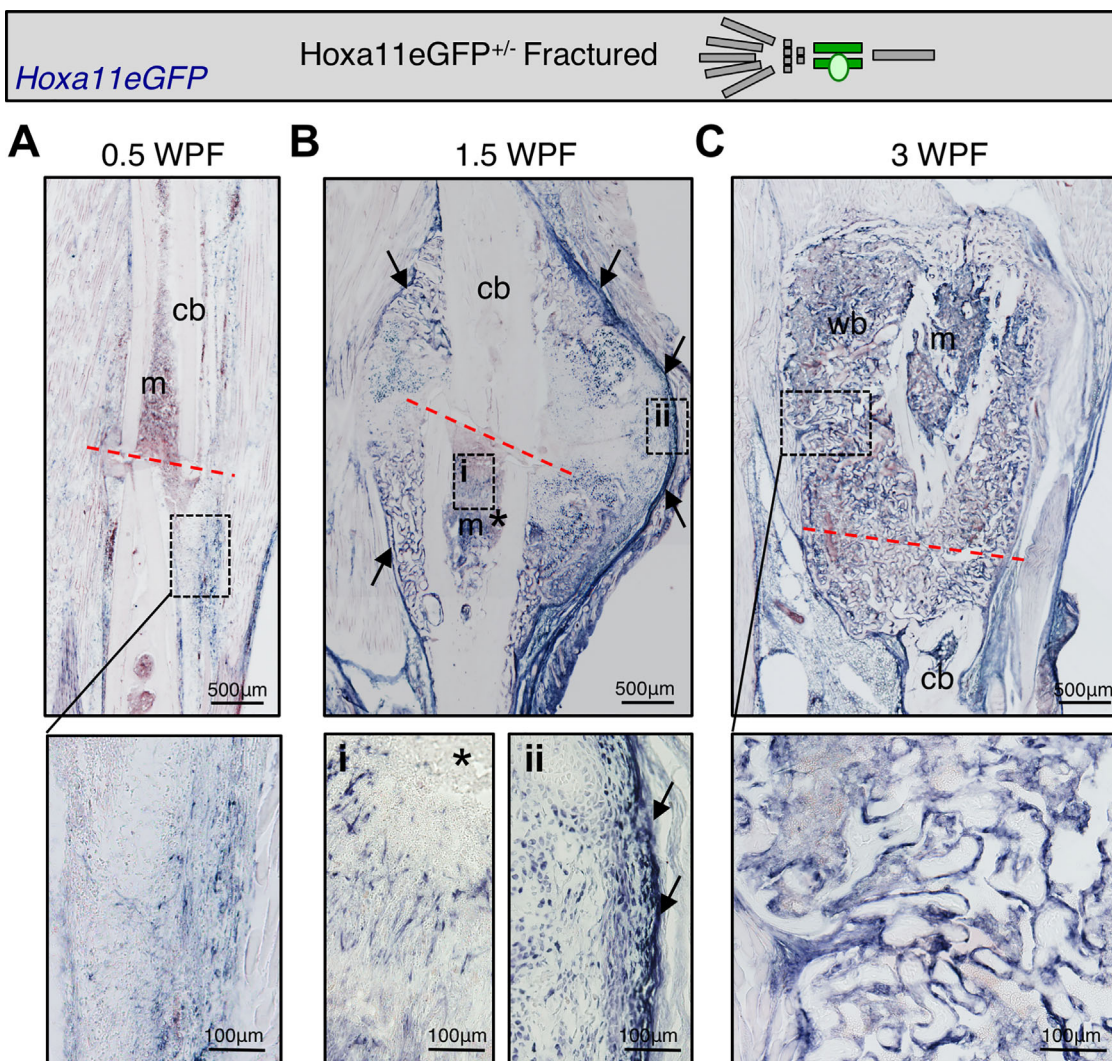 Hoxa11eGFP+/- Fractured
Hoxa11eGFP
A
0.5 WPF
cb
m
500µm
100µm
B
1.5 WPF
cb
ii
i
m*
500µm
i
*
100µm
ii
100µm
C
3 WPF
wb
m
cb
500µm
100µm